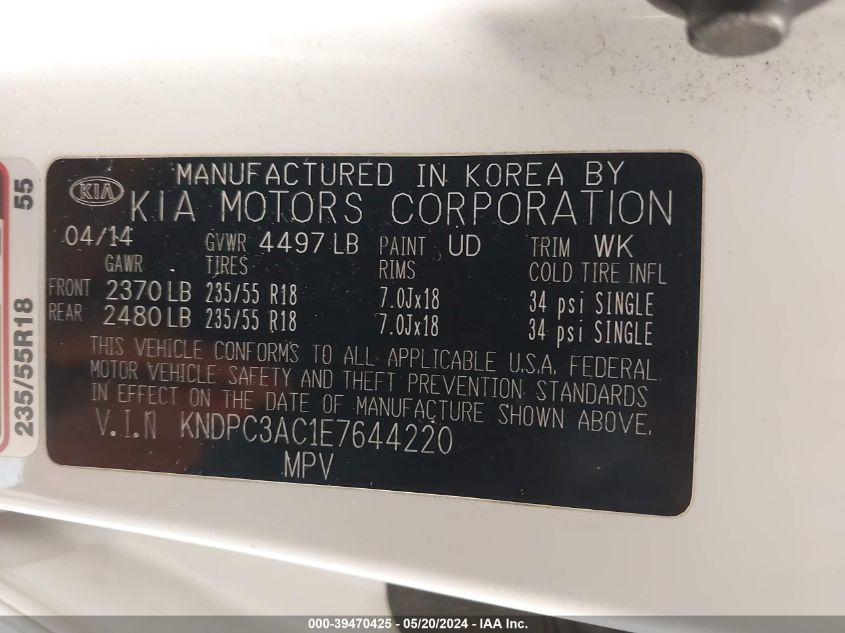 MANUFACTURED IN KOREA BY
KIA
KIA MOTORS CORPORATION
04/14 GVWR 4497 LB PAINT UD TRIM WK
GAWR TIRES RIMS COLD TIRE INFL
FRONT 2370 LB 235/55 R18 7.0Jx18 34 psi SINGLE
REAR 2480 LB 235/55 R18 7.0Jx18 34 psi SINGLE
THIS VEHICLE CONFORMS TO ALL APPLICABLE U.S.A. FEDERAL
MOTOR VEHICLE SAFETY AND THEFT PREVENTION STANDARDS
IN EFFECT ON THE DATE OF MANUFACTURE SHOWN ABOVE.
V.I.N KNDPC3AC1E7644220
MPV
235/55R18 55
000-39470425 - 05/20/2024 - IAA Inc.